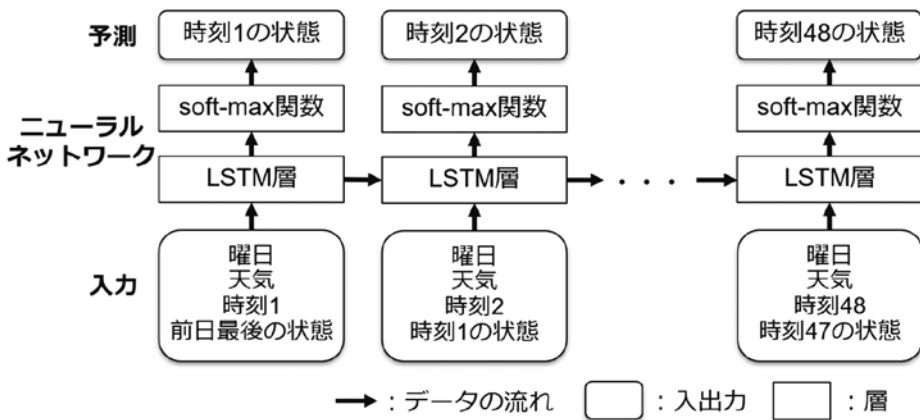 予測
時刻1の状態
時刻2の状態
時刻48の状態
soft-max関数
soft-max関数
soft-max関数
ニューラル
ネットワーク
LSTM層
LSTM層
・・・
LSTM層
入力
曜日
天気
時刻1
前日最後の状態
曜日
天気
時刻2
時刻1の状態
曜日
天気
時刻48
時刻47の状態
:データの流れ
:入出力
:層